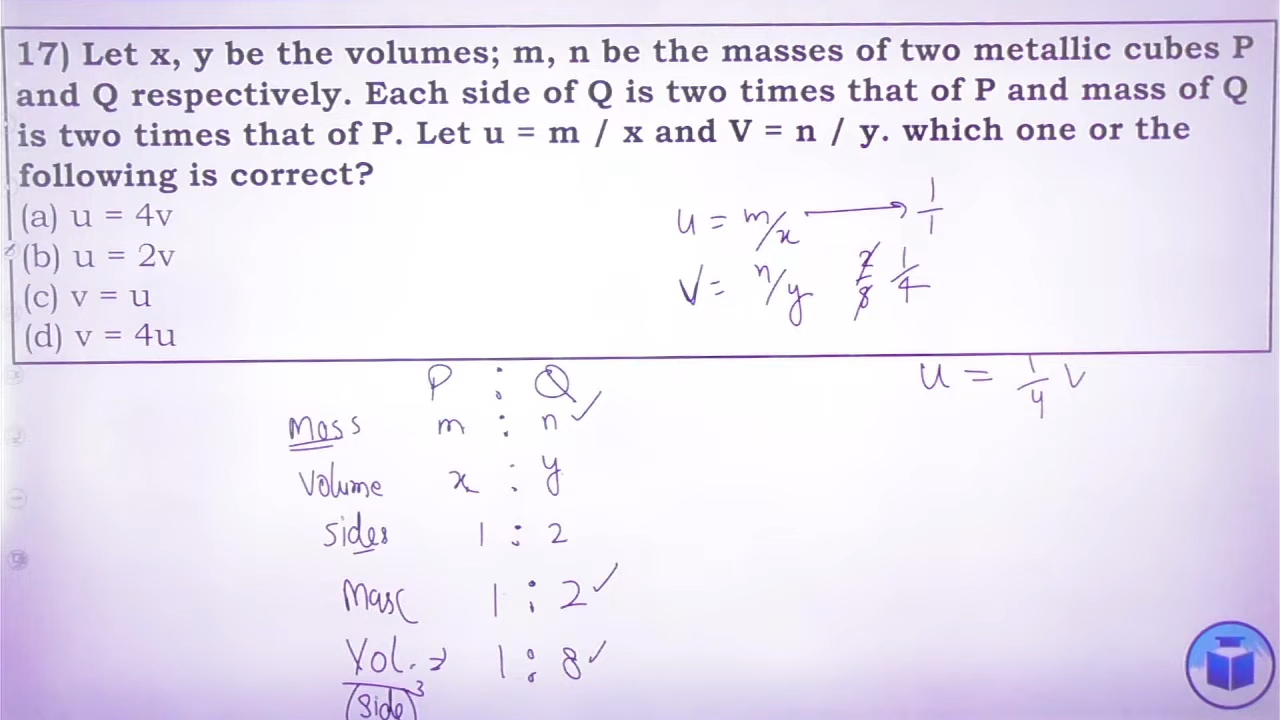 17) Let x, y be the volumes; m, n be the masses of two metallic cubes P
and Q respectively. Each side of Q is two times that of P and mass of Q
is two times that of P. Let u = m / x and V = n / y. which one or the
following is correct?
(a) u = 4v
(b) u = 2v
(c) v = u
(d) v = 4u
u = m/x → 1/1
V = n/y 2/8 1/4
u = 1/4 v
P : Q
Mass m : n ✓
Volume x : y
Sides 1 : 2
Mass 1 : 2 ✓
Vol. → 1 : 8 ✓
(Side)³